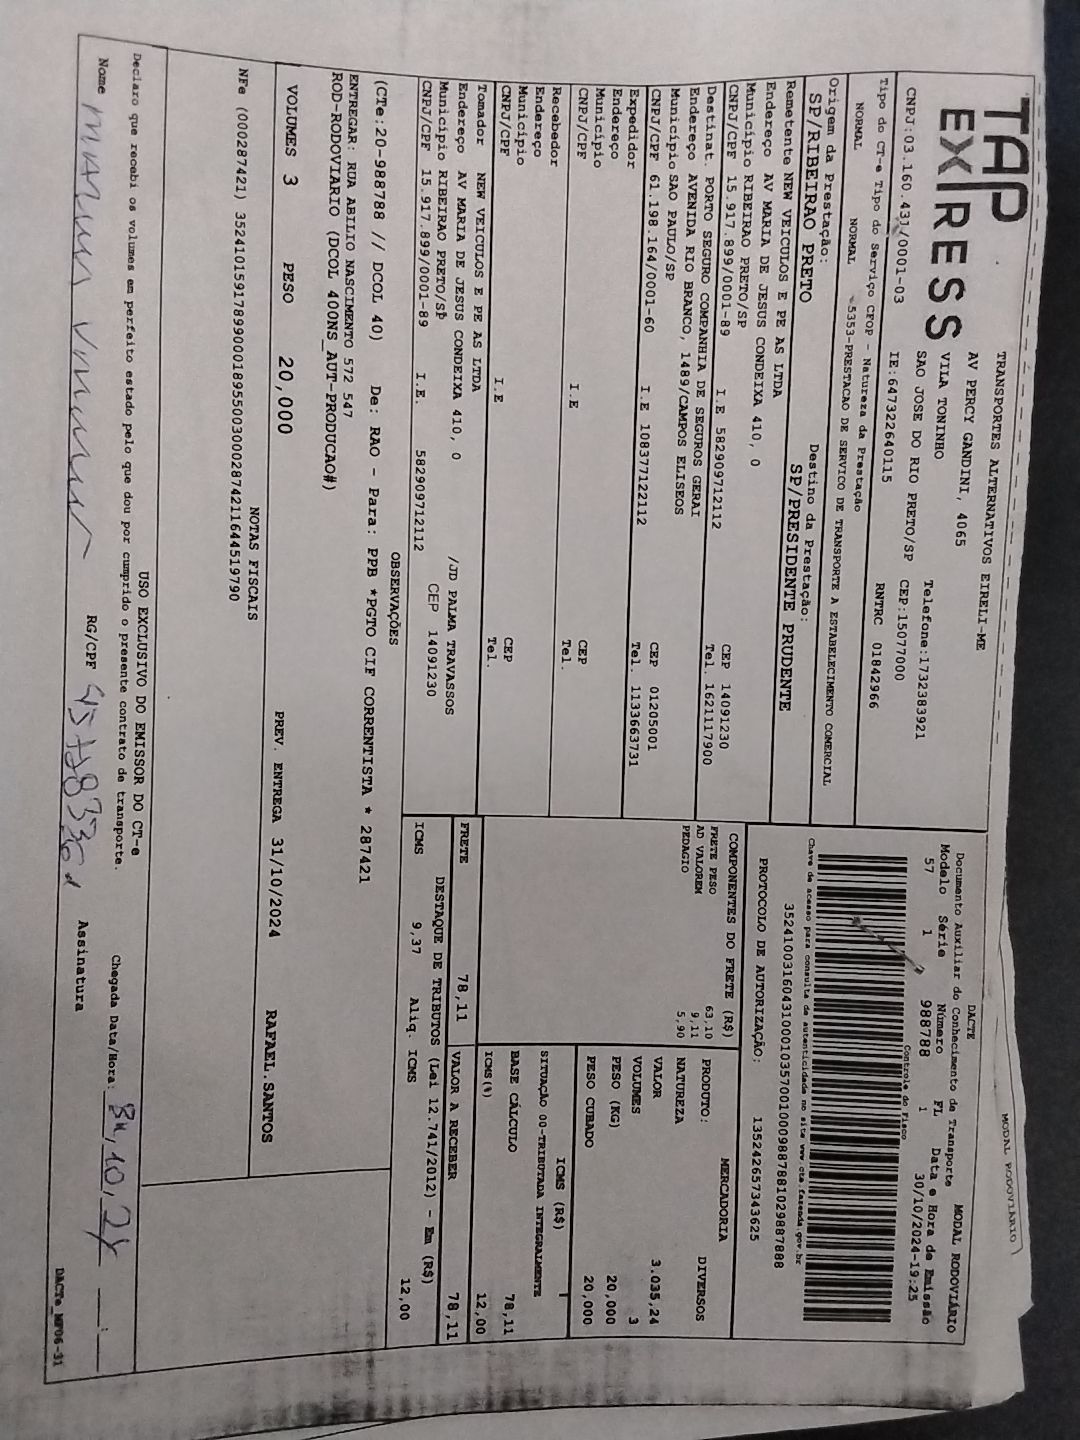 TAP
EXPRESS
TRANSPORTES ALTERNATIVOS EIRELI-ME
AV PERCY GANDINI, 4065
VILA TONINHO
SAO JOSE DO RIO PRETO/SP
Telefone:1732383921
CEP:15077000
CNPJ:03.160.431/0001-03
IE:647322640115
RNTRC 01842966
Tipo do CT-e Tipo do Serviço CFOP - Natureza da Prestação
NORMAL NORMAL 5353-PRESTACAO DE SERVICO DE TRANSPORTE A ESTABELECIMENTO COMERCIAL
Origem da Prestação: Destino da Prestação:
SP/RIBEIRAO PRETO SP/PRESIDENTE PRUDENTE
Remetente NEW VEICULOS E PE AS LTDA
Endereço AV MARIA DE JESUS CONDEIXA 410, 0
Município RIBEIRAO PRETO/SP CEP 14091230
CNPJ/CPF 15.917.899/0001-89 I.E 582909712112 Tel. 1621117900
Destinat. PORTO SEGURO COMPANHIA DE SEGUROS GERAI
Endereço AVENIDA RIO BRANCO, 1489/CAMPOS ELISEOS
Município SAO PAULO/SP CEP 01205001
CNPJ/CPF 61.198.164/0001-60 I.E 108377122112 Tel. 1133663731
Expedidor
Endereço
Município CEP
CNPJ/CPF I.E Tel.
Recebedor
Endereço
Município CEP
CNPJ/CPF I.E Tel.
Tomador NEW VEICULOS E PE AS LTDA
Endereço AV MARIA DE JESUS CONDEIXA 410, 0 /JD PALMA TRAVASSOS
Município RIBEIRAO PRETO/SP CEP 14091230
CNPJ/CPF 15.917.899/0001-89 I.E. 582909712112
MODAL RODOVIÁRIO
DACTE MODAL RODOVIÁRIO
Documento Auxiliar do Conhecimento de Transporte
Modelo Série Número FL Data e Hora de Emissão
57 1 988788 1 30/10/2024-19:25
Controle do Fisco
Chave de acesso para consulta de autenticidade no site www.cte.fazenda.gov.br
35241003160431000103570010009887881029887888
PROTOCOLO DE AUTORIZAÇÃO: 135242657343625
COMPONENTES DO FRETE (R$)
FRETE PESO 63,10
AD VALOREM 9,11
PEDAGIO 5,90
MERCADORIA
PRODUTO: DIVERSOS
NATUREZA
VALOR 3.035,24
VOLUMES 3
PESO (KG) 20,000
PESO CUBADO 20,000
ICMS (R$)
SITUAÇÃO 00-TRIBUTADA INTEGRALMENTE
BASE CÁLCULO 78,11
ICMS(%) 12,00
FRETE 78,11 VALOR A RECEBER 78,11
DESTAQUE DE TRIBUTOS (Lei 12.741/2012) - Em (R$)
ICMS 9,37 Aliq. ICMS 12,00
OBSERVAÇÕES
(CTe:20-988788 // DCOL 40) De: RAO - Para: PPB *PGTO CIF CORRENTISTA * 287421
ENTREGAR: RUA ABILIO NASCIMENTO 572 547
ROD-RODOVIARIO (DCOL 400NS_AUT-PRODUCAO#)
VOLUMES 3 PESO 20,000 PREV. ENTREGA 31/10/2024 RAFAEL.SANTOS
NOTAS FISCAIS
NFe (000287421) 35241015917899000189550030002874211644519790
USO EXCLUSIVO DO EMISSOR DO CT-e
Declaro que recebi os volumes em perfeito estado pelo que dou por cumprido o presente contrato de transporte.
Chegada Data/Hora:
Nome RG/CPF Assinatura
DACTe_MP06-31